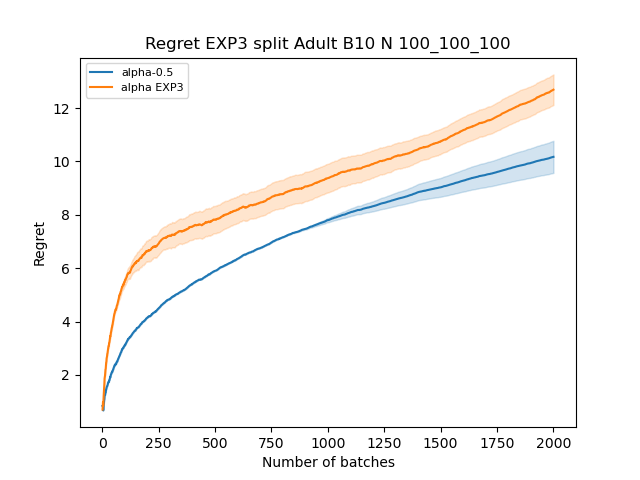 Regret EXP3 split Adult B10 N 100_100_100
alpha-0.5
alpha EXP3
12
10
8
6
4
2
Regret
0 250 500 750 1000 1250 1500 1750 2000
Number of batches